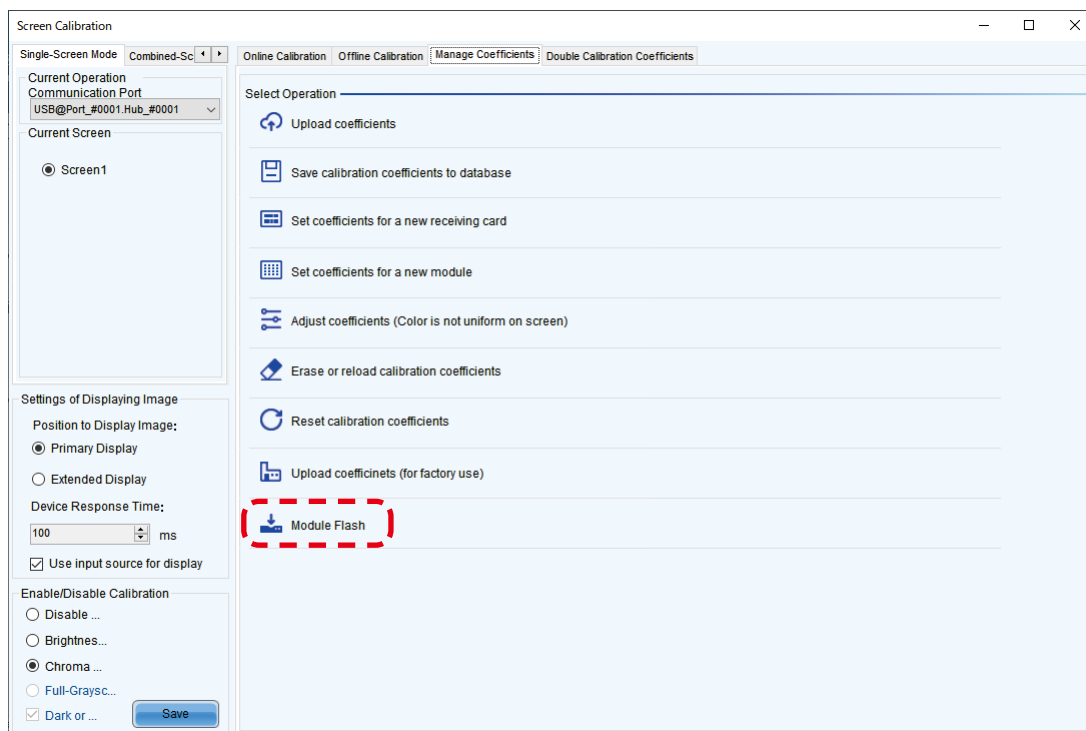 Screen Calibration
Single-Screen Mode
Combined-Sc
Current Operation
Communication Port
USB@Port_#0001.Hub_#0001
Current Screen
Screen1
Settings of Displaying Image
Position to Display Image:
Primary Display
Extended Display
Device Response Time:
100 ms
Use input source for display
Enable/Disable Calibration
Disable ...
Brightnes...
Chroma ...
Full-Graysc...
Dark or ...
Save
Online Calibration
Offline Calibration
Manage Coefficients
Double Calibration Coefficients
Select Operation
Upload coefficients
Save calibration coefficients to database
Set coefficients for a new receiving card
Set coefficients for a new module
Adjust coefficients (Color is not uniform on screen)
Erase or reload calibration coefficients
Reset calibration coefficients
Upload coefficinets (for factory use)
Module Flash